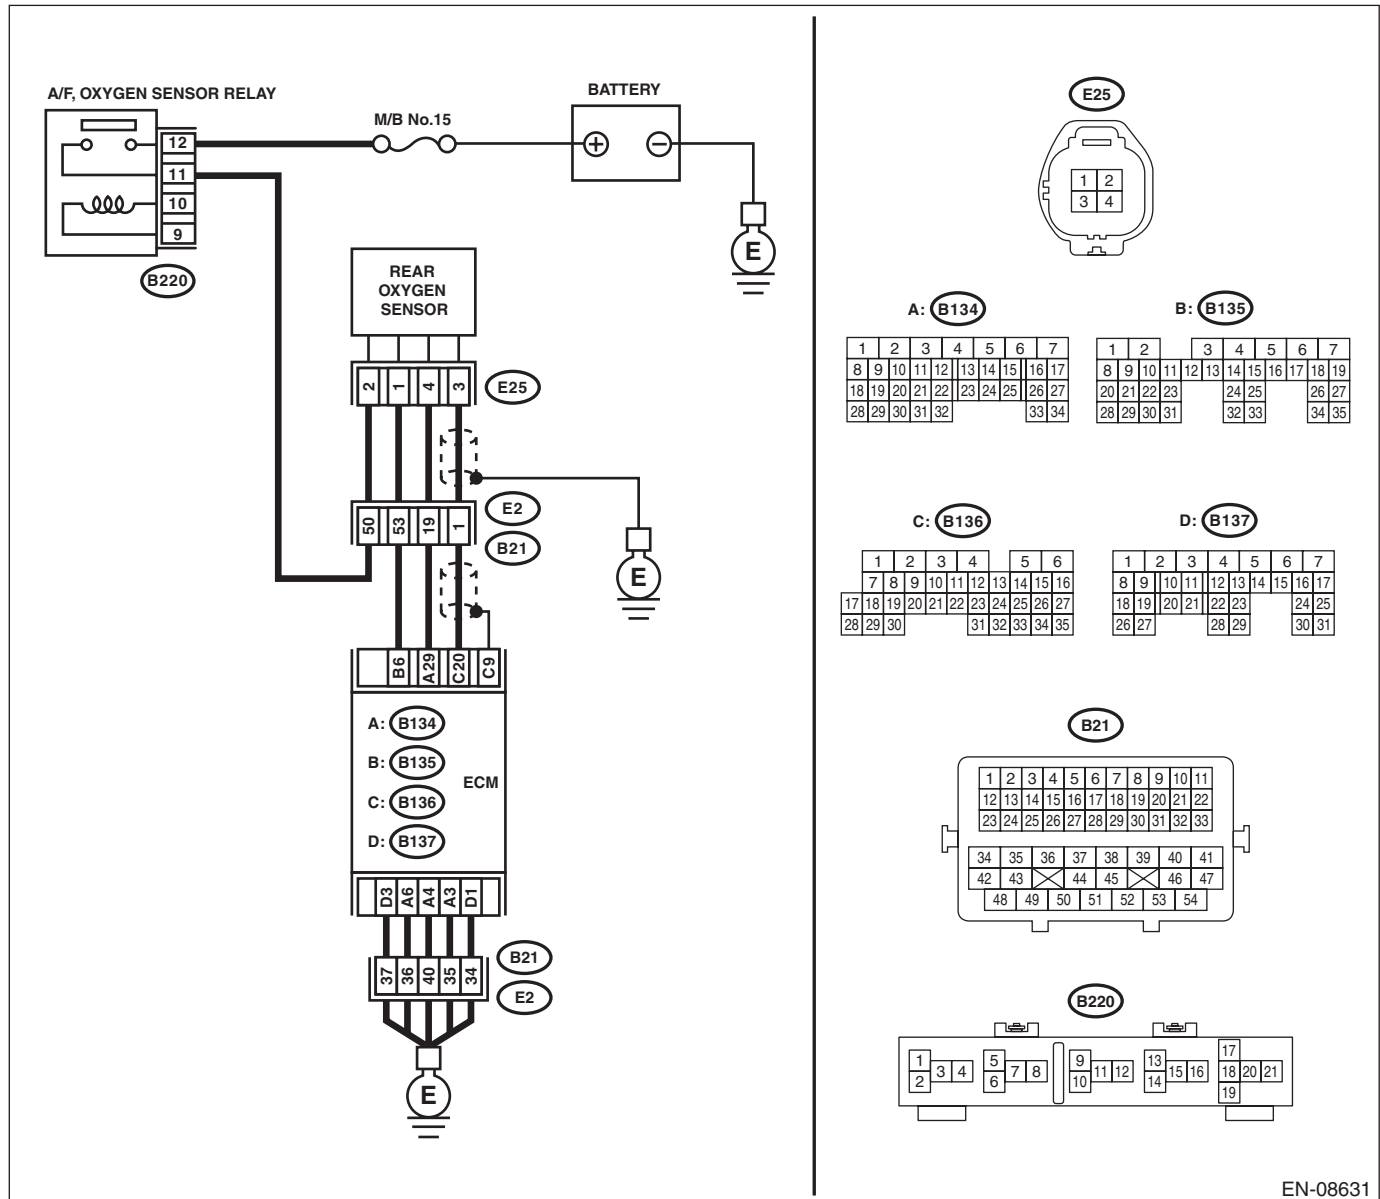 A/F, OXYGEN SENSOR RELAY
12
11
10
9
B220
M/B No.15
BATTERY
+ −
E
REAR
OXYGEN
SENSOR
2 1 4 3
E25
E2
50 53 19 1
B21
E
B6 A29 C20 C9
A: B134
B: B135
C: B136
D: B137
ECM
D3 A6 A4 A3 D1
B21
37 36 40 35 34
E2
E
E25
1 2
3 4
A: B134
1 2 3 4 5 6 7
8 9 10 11 12 13 14 15 16 17
18 19 20 21 22 23 24 25 26 27
28 29 30 31 32 33 34
B: B135
1 2 3 4 5 6 7
8 9 10 11 12 13 14 15 16 17 18 19
20 21 22 23 24 25 26 27
28 29 30 31 32 33 34 35
C: B136
1 2 3 4 5 6
7 8 9 10 11 12 13 14 15 16
17 18 19 20 21 22 23 24 25 26 27
28 29 30 31 32 33 34 35
D: B137
1 2 3 4 5 6 7
8 9 10 11 12 13 14 15 16 17
18 19 20 21 22 23 24 25
26 27 28 29 30 31
B21
1 2 3 4 5 6 7 8 9 10 11
12 13 14 15 16 17 18 19 20 21 22
23 24 25 26 27 28 29 30 31 32 33
34 35 36 37 38 39 40 41
42 43 44 45 46 47
48 49 50 51 52 53 54
B220
1 2 3 4
5 6 7 8
9 10 11 12
13 14 15 16
17 18 19 20 21
EN-08631